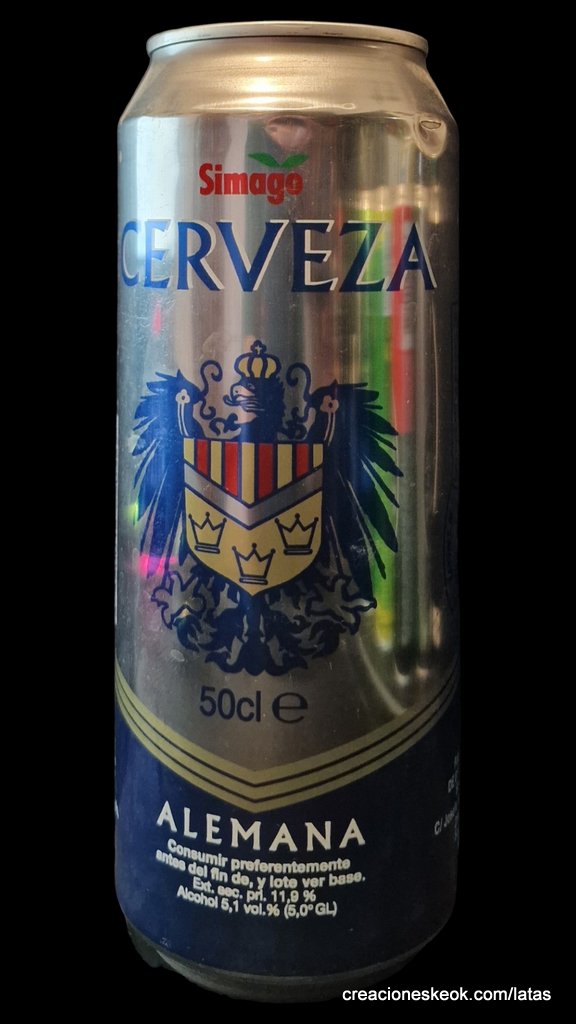 Simago
CERVEZA
50cl e
ALEMANA
Consumir preferentemente
antes del fin de, y lote ver base.
Ext. sec. pri. 11,9 %
Alcohol 5,1 vol.% (5,0º GL)
C/
creacioneskeok.com/latas